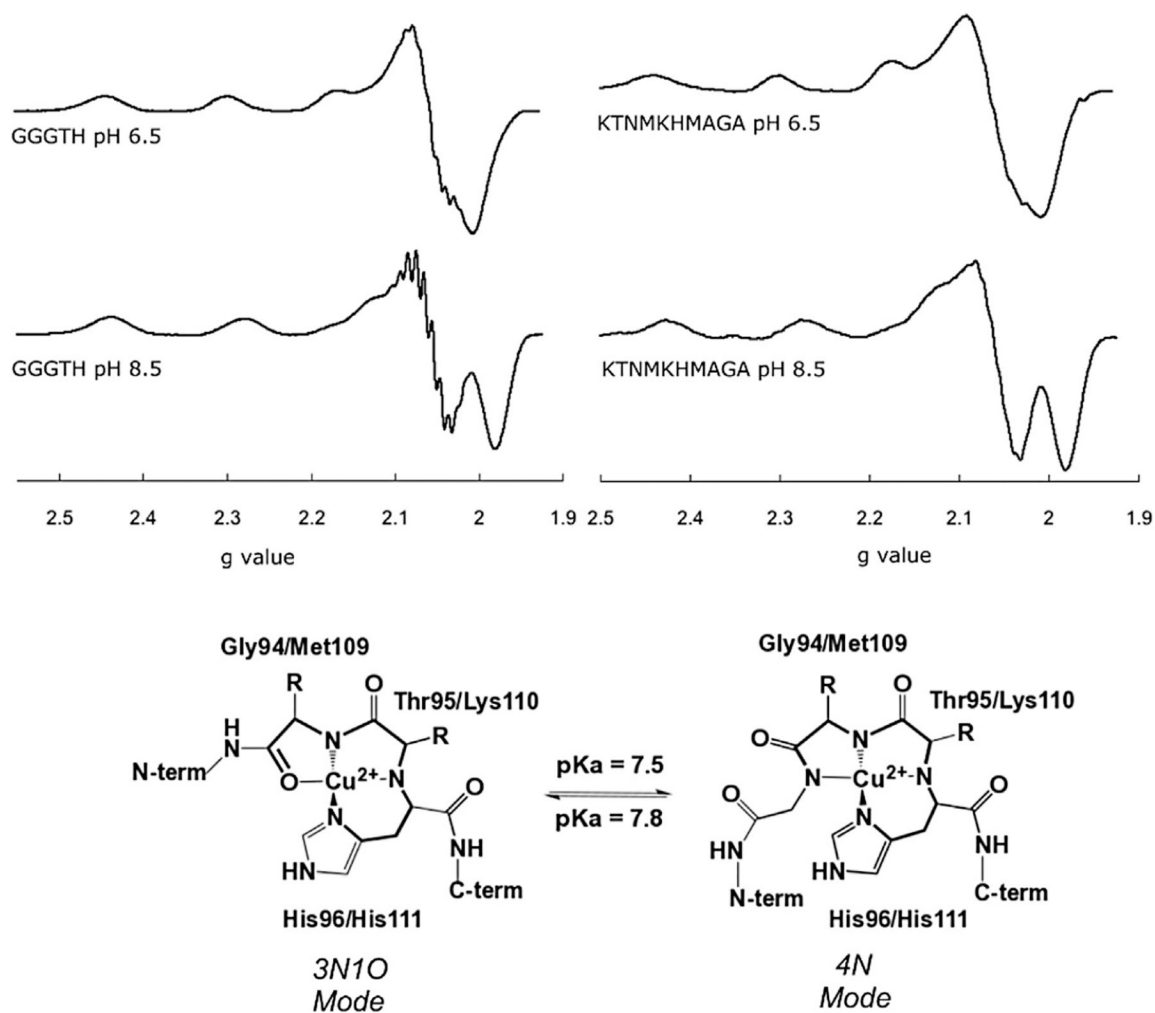 GGGTH pH 6.5
KTNMKHMAGA pH 6.5
GGGTH pH 8.5
KTNMKHMAGA pH 8.5
2.5 2.4 2.3 2.2 2.1 2 1.9
2.5 2.4 2.3 2.2 2.1 2 1.9
g value
g value
Gly94/Met109
R
O
Thr95/Lys110
H
N
N
R
N-term
O
Cu2+
N
O
N
NH
HN
C-term
His96/His111
3N1O
Mode
pKa = 7.5
pKa = 7.8
Gly94/Met109
R
O
Thr95/Lys110
O
N
R
N
Cu2+
N
O
O
HN
N
NH
N-term
HN
C-term
His96/His111
4N
Mode